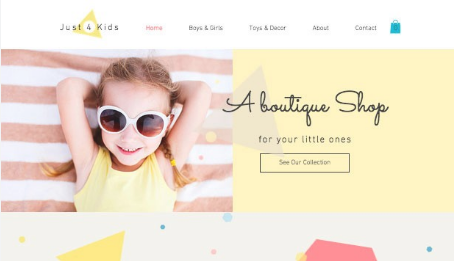 Just 4 Kids
Home
Boys & Girls
Toys & Decor
About
Contact
A boutique Shop
for your little ones
See Our Collection